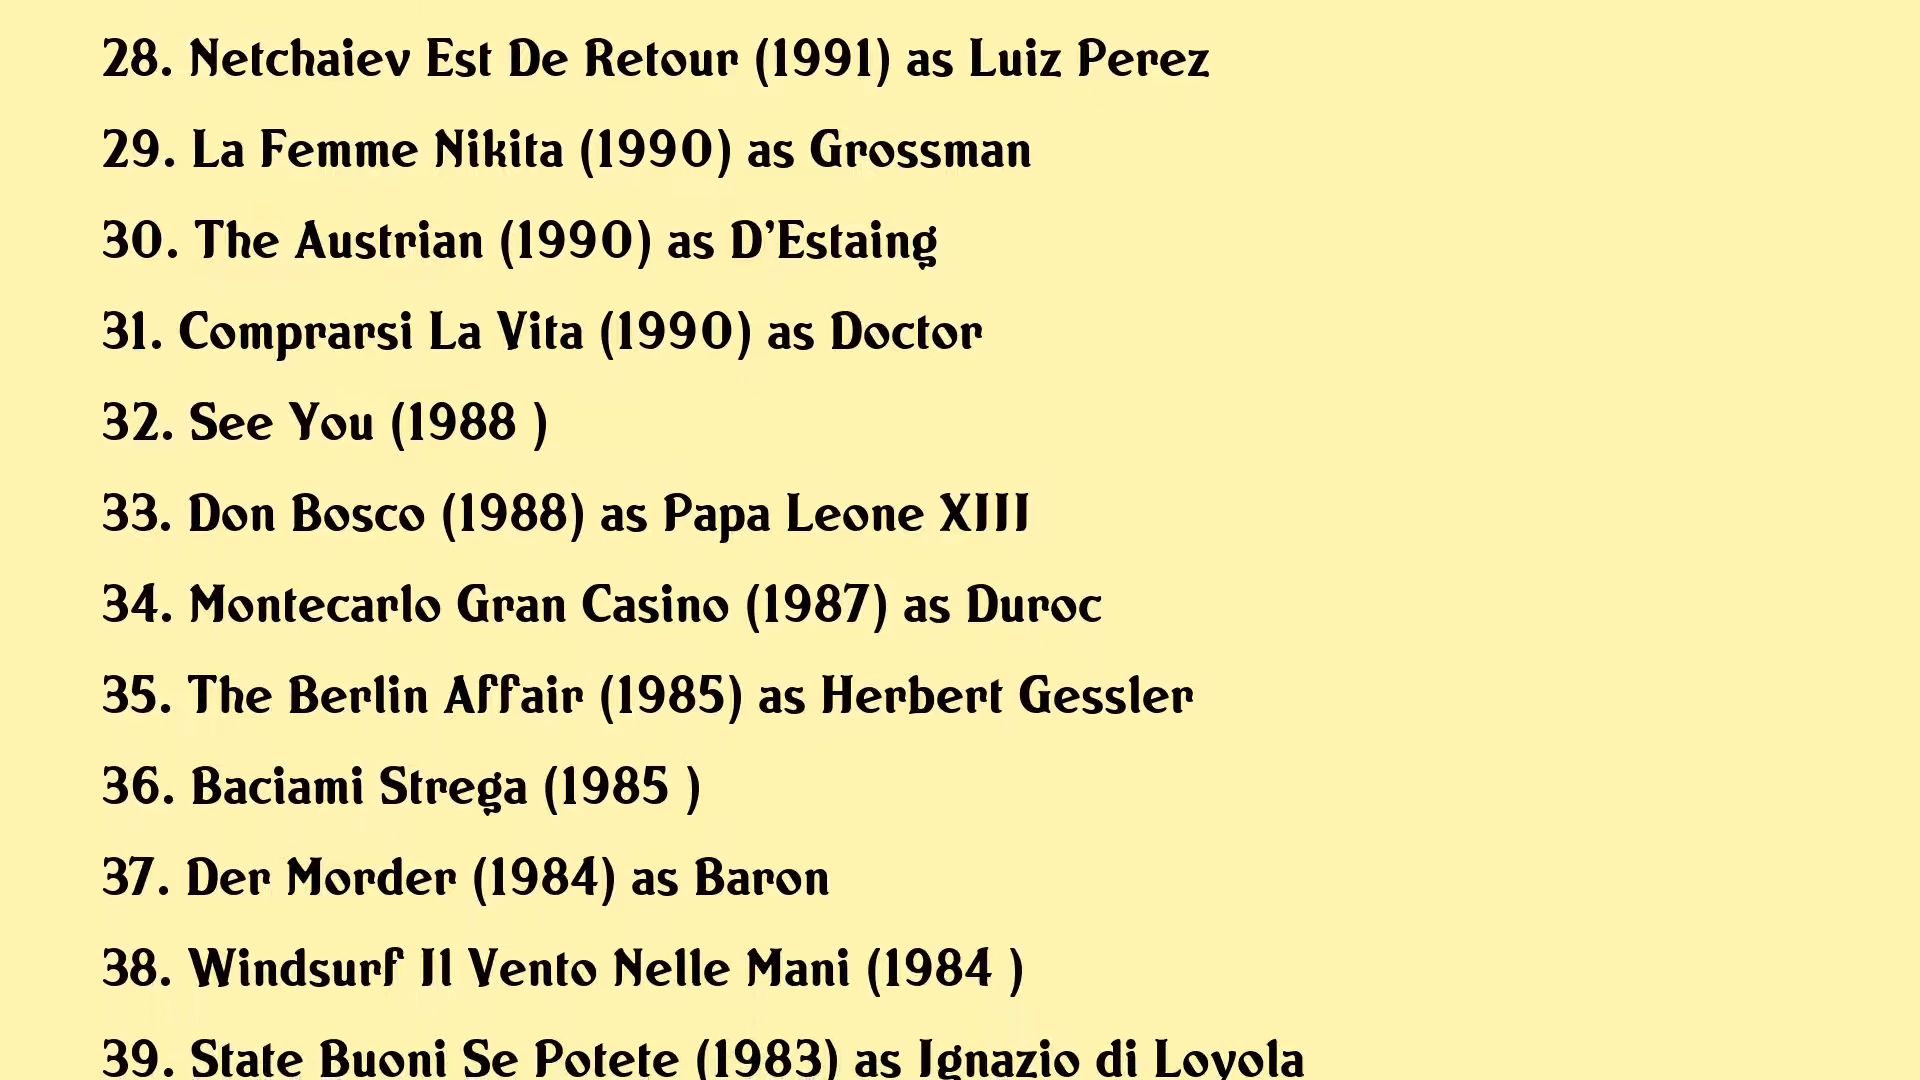 28. Netchaiev Est De Retour (1991) as Luiz Perez
29. La Femme Nikita (1990) as Grossman
30. The Austrian (1990) as D'Estaing
31. Comprarsi La Vita (1990) as Doctor
32. See You (1988 )
33. Don Bosco (1988) as Papa Leone XIII
34. Montecarlo Gran Casino (1987) as Duroc
35. The Berlin Affair (1985) as Herbert Gessler
36. Baciami Strega (1985 )
37. Der Morder (1984) as Baron
38. Windsurf Il Vento Nelle Mani (1984 )
39. State Buoni Se Potete (1983) as Ignazio di Loyola